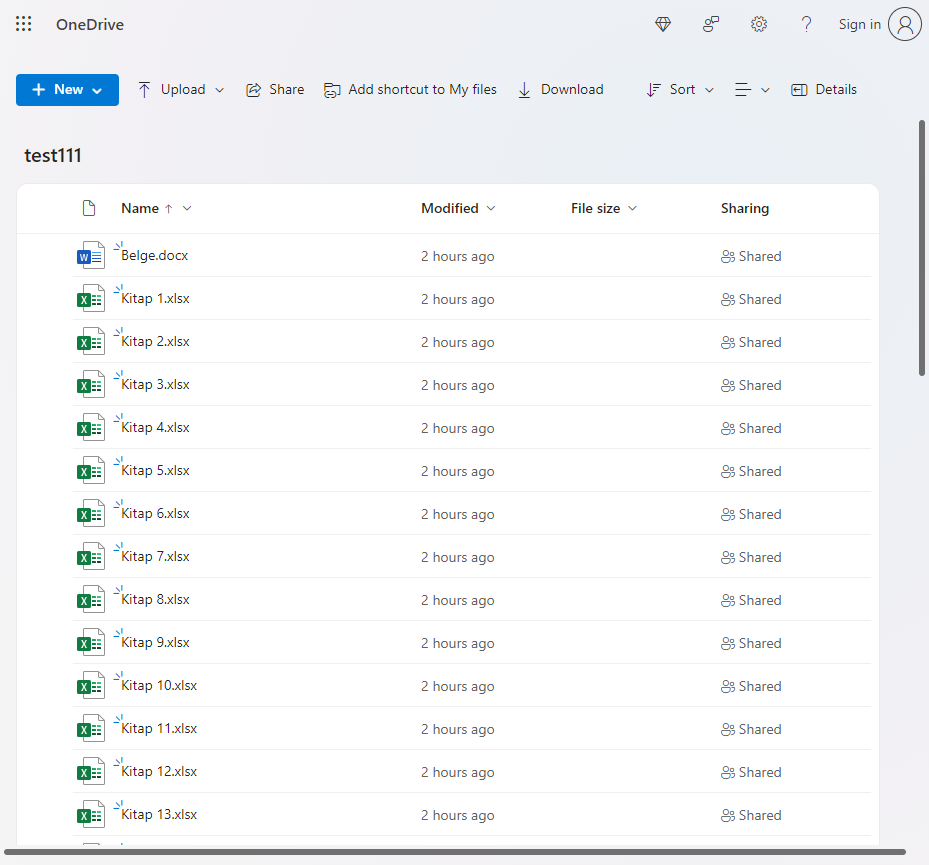 OneDrive
Sign in
New
Upload
Share
Add shortcut to My files
Download
Sort
Details
test111
Name Modified File size Sharing
Belge.docx 2 hours ago Shared
Kitap 1.xlsx 2 hours ago Shared
Kitap 2.xlsx 2 hours ago Shared
Kitap 3.xlsx 2 hours ago Shared
Kitap 4.xlsx 2 hours ago Shared
Kitap 5.xlsx 2 hours ago Shared
Kitap 6.xlsx 2 hours ago Shared
Kitap 7.xlsx 2 hours ago Shared
Kitap 8.xlsx 2 hours ago Shared
Kitap 9.xlsx 2 hours ago Shared
Kitap 10.xlsx 2 hours ago Shared
Kitap 11.xlsx 2 hours ago Shared
Kitap 12.xlsx 2 hours ago Shared
Kitap 13.xlsx 2 hours ago Shared